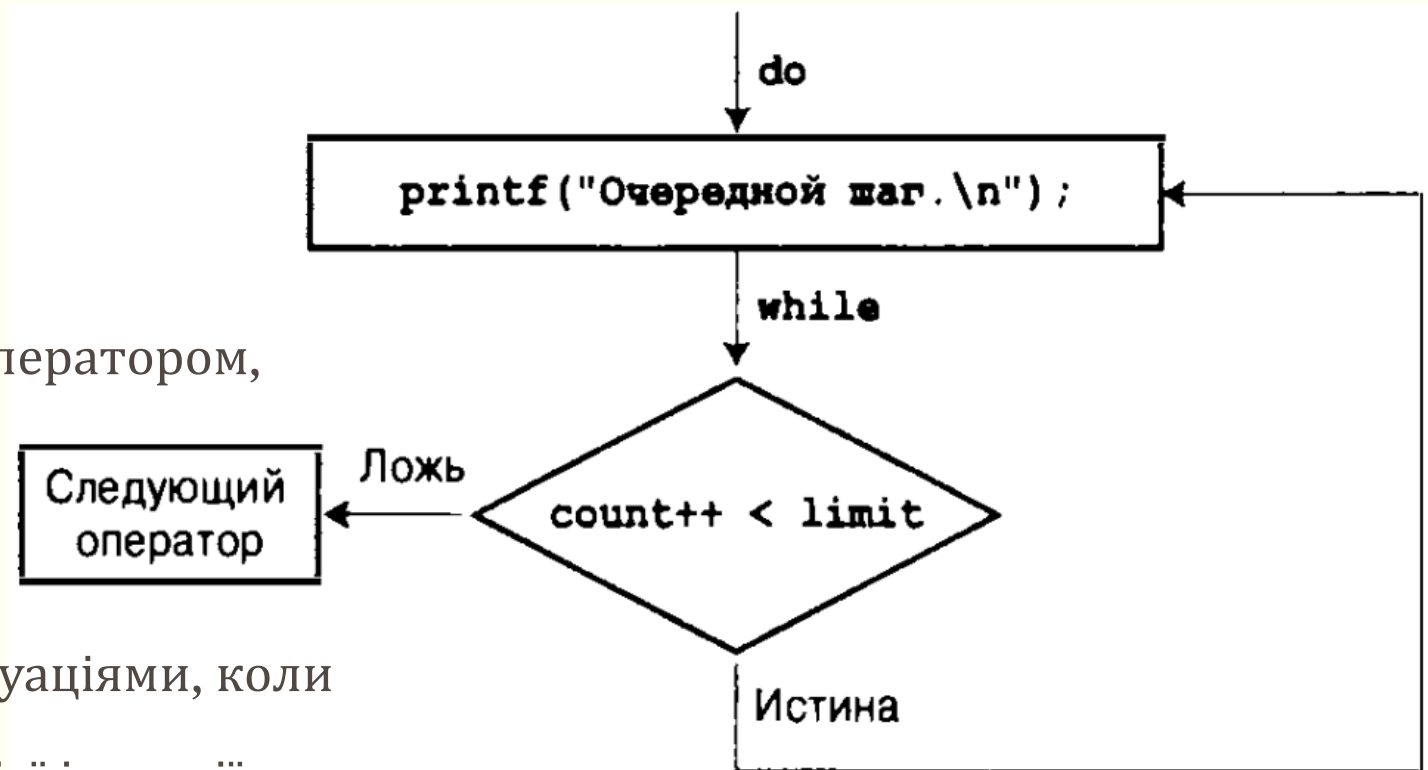 do
printf("Очередной шаг.\n");
while
ператором,
Ложь
Следующий
оператор
count++ < limit
уаціями, коли
Истина